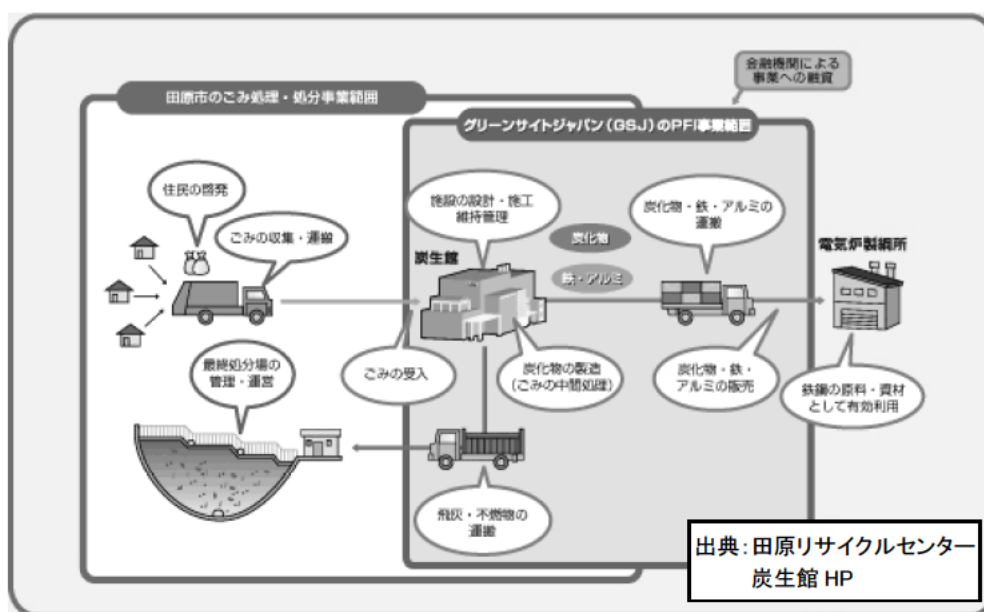 金融機関による
事業への融資
田原市のごみ処理・処分事業範囲
グリーンサイトジャパン(GSJ)のPFI事業範囲
住民の啓発
ごみの収集・運搬
施設の設計・施工
維持管理
炭化物・鉄・アルミの
運搬
炭生館
炭化物
鉄・アルミ
電気炉製鋼所
ごみの受入
炭化物の製造
(ごみの中間処理)
炭化物・鉄・
アルミの販売
鉄鋼の原料・資材
として有効利用
最終処分場の
管理・運営
飛灰・不燃物の
運搬
出典:田原リサイクルセンター
炭生館 HP